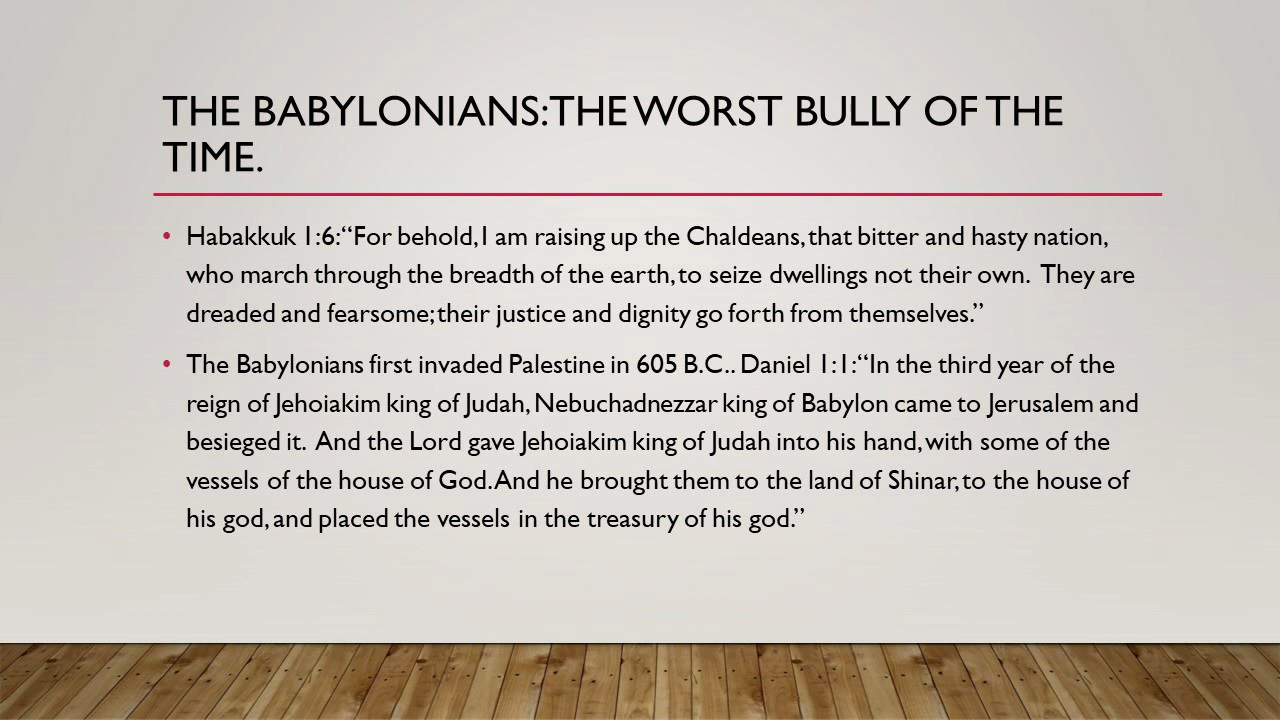 THE BABYLONIANS: THE WORST BULLY OF THE
TIME.
• Habakkuk 1:6: “For behold, I am raising up the Chaldeans, that bitter and hasty nation,
who march through the breadth of the earth, to seize dwellings not their own.  They are
dreaded and fearsome; their justice and dignity go forth from themselves.”
• The Babylonians first invaded Palestine in 605 B.C.. Daniel 1:1: “In the third year of the
reign of Jehoiakim king of Judah, Nebuchadnezzar king of Babylon came to Jerusalem and
besieged it.  And the Lord gave Jehoiakim king of Judah into his hand, with some of the
vessels of the house of God. And he brought them to the land of Shinar, to the house of
his god, and placed the vessels in the treasury of his god.”